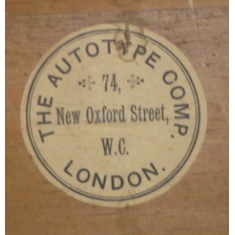 THE AUTOTYPE COMP.
74,
New Oxford Street,
W.C.
LONDON.